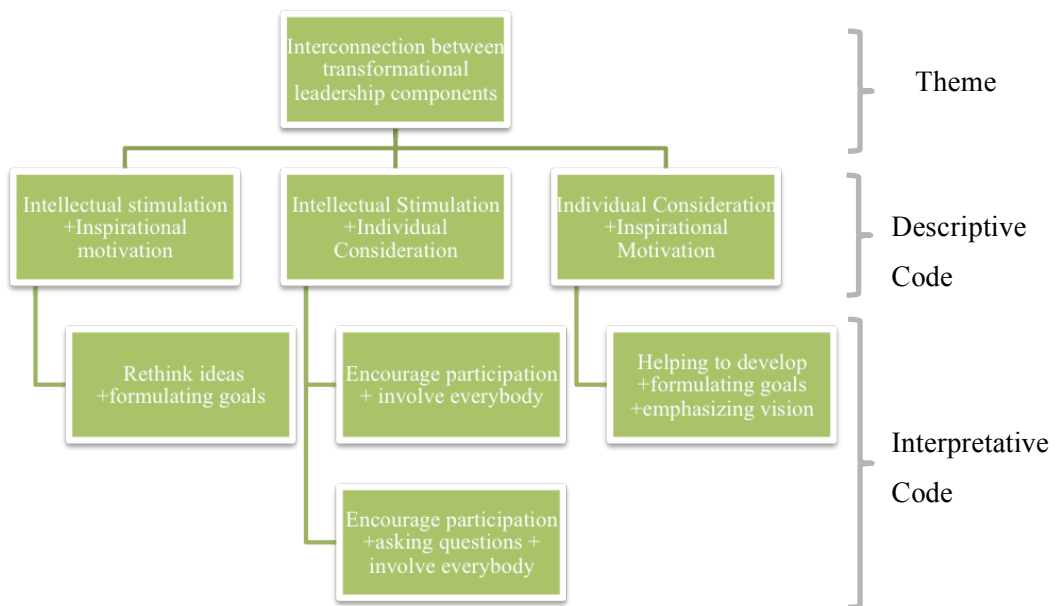 Interconnection between
transformational
leadership components
Theme
Intellectual stimulation
+Inspirational
motivation
Intellectual Stimulation
+Individual
Consideration
Individual Consideration
+Inspirational
Motivation
Descriptive
Code
Rethink ideas
+formulating goals
Encourage participation
+ involve everybody
Helping to develop
+formulating goals
+emphasizing vision
Interpretative
Code
Encourage participation
+asking questions +
involve everybody